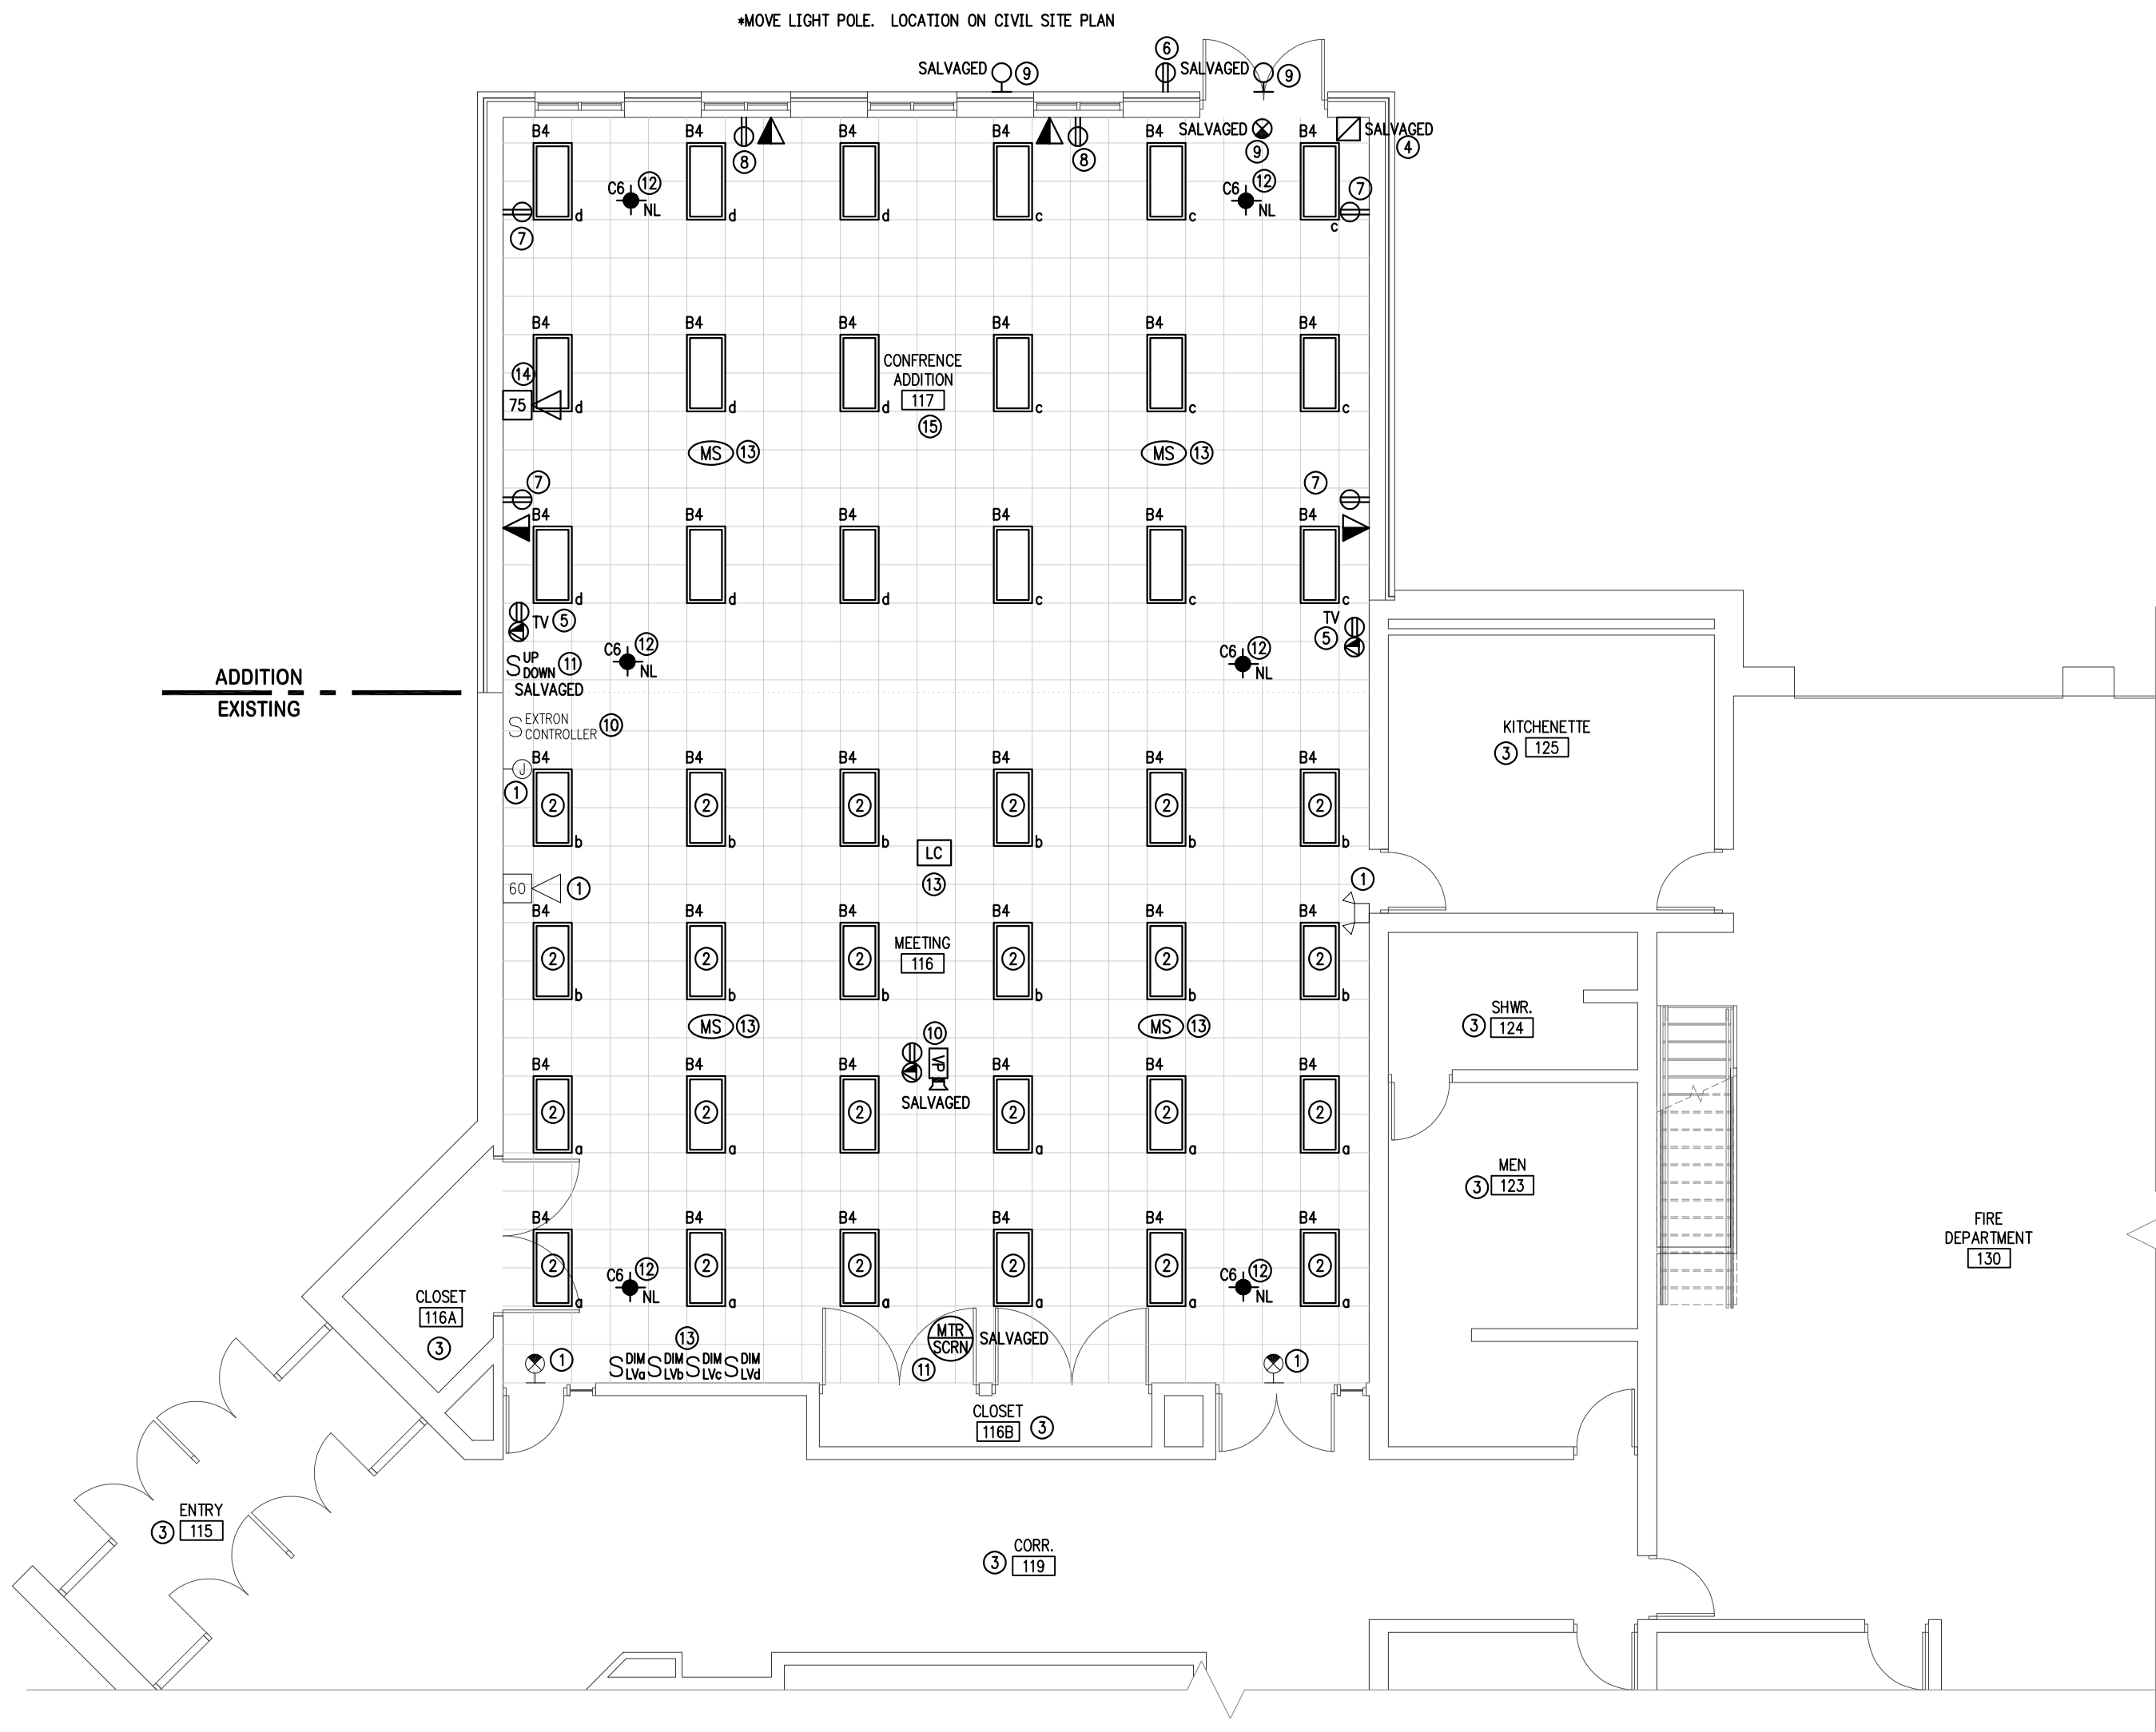 *MOVE LIGHT POLE. LOCATION ON CIVIL SITE PLAN
6
SALVAGED 9 SALVAGED 9
B4 B4 B4 B4 B4 SALVAGED B4 SALVAGED
8 8 9 4
C6 12 C6 12 7
NL NL
d d d c c c
7
B4 B4 B4 B4 B4 B4
CONFRENCE
ADDITION
14 117
75 d d d c c c
15
MS 13 MS 13
7 7
B4 B4 B4 B4 B4 B4
d d d c c c
TV 5 TV 5
C6 12 C6 12
NL NL
S UP
DOWN 11
SALVAGED
ADDITION
EXISTING
S EXTRON
CONTROLLER 10
KITCHENETTE
3 125
B4 B4 B4 B4 B4 B4
J
1
2 2 2 2 2 2
b b b b b b
LC
13
60 1 1
B4 B4 B4 B4 B4 B4
MEETING
116
2 2 2 2 2 2
b b b b b b
SHWR.
3 124
MS 13 MS 13
10
VP
SALVAGED
B4 B4 B4 B4 B4 B4
2 2 2 2 2 2
a a a a a a
MEN
3 123
B4 B4 B4 B4 B4 B4
FIRE
DEPARTMENT
130
2 2 2 2 2 2
C6 12 C6 12
NL NL
a a a a a a
CLOSET
116A
3
13
MTR
SCRN SALVAGED
11
S DIM S DIM S DIM S DIM
LVa LVb LVc LVd
1 1
CLOSET
116B 3
ENTRY
3 115
CORR.
3 119